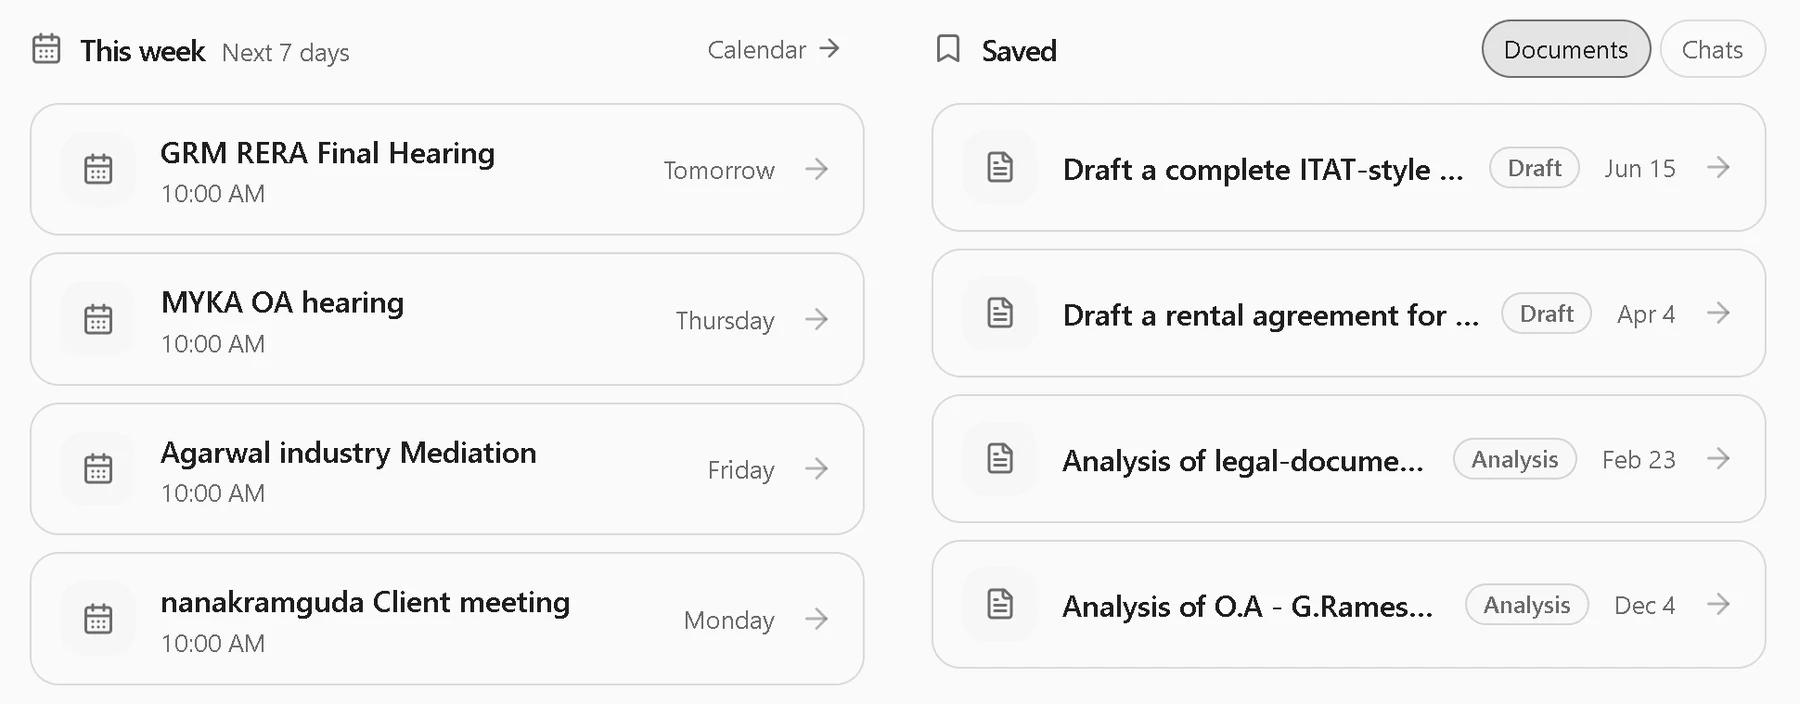 This week Next 7 days Calendar →
GRM RERA Final Hearing
10:00 AM
Tomorrow →
MYKA OA hearing
10:00 AM
Thursday →
Agarwal industry Mediation
10:00 AM
Friday →
nanakramguda Client meeting
10:00 AM
Monday →
Saved Documents Chats
Draft a complete ITAT-style ... Draft Jun 15 →
Draft a rental agreement for ... Draft Apr 4 →
Analysis of legal-docume... Analysis Feb 23 →
Analysis of O.A - G.Rames... Analysis Dec 4 →